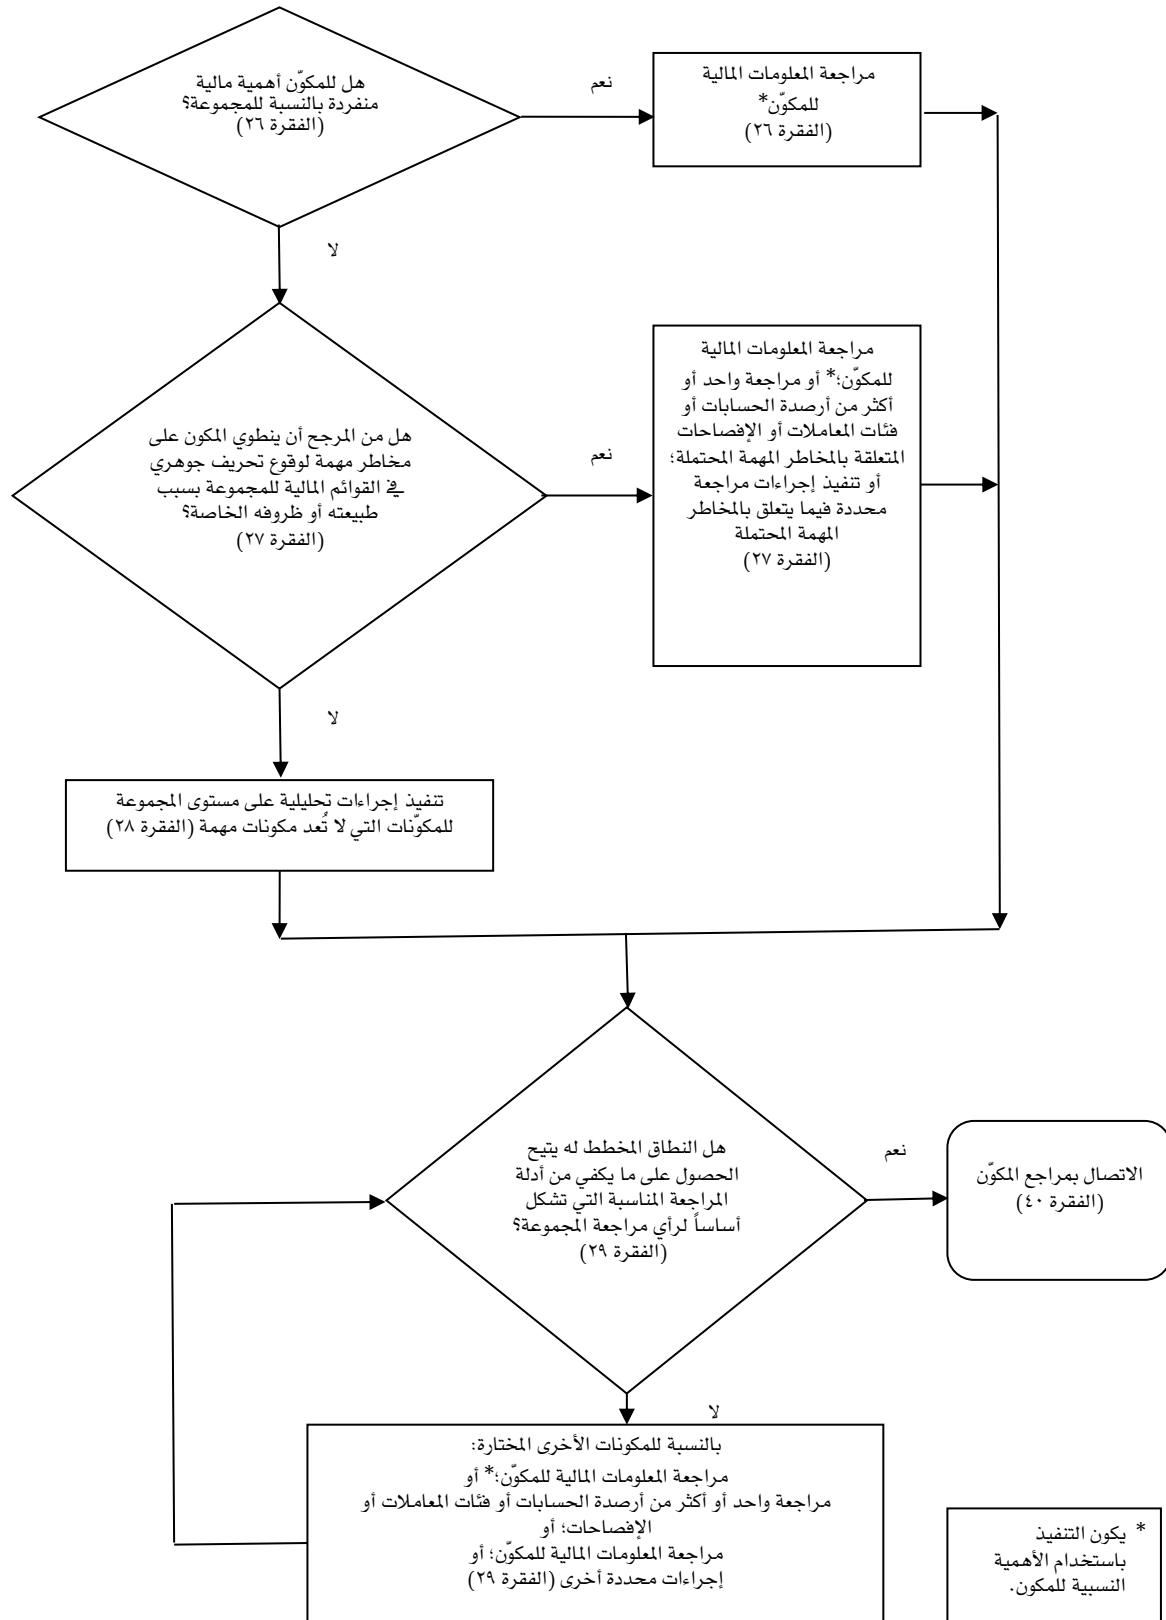 هل للمكوّن أهمية مالية
منفردة بالنسبة للمجموعة؟
(الفقرة ٢٦)
نعم
مراجعة المعلومات المالية
للمكوّن*
(الفقرة ٢٦)
لا
هل من المرجح أن ينطوي المكون على
مخاطر مهمة لوقوع تحريف جوهري
في القوائم المالية للمجموعة بسبب
طبيعته أو ظروفه الخاصة؟
(الفقرة ٢٧)
نعم
مراجعة المعلومات المالية
للمكوّن؛* أو مراجعة واحد أو
أكثر من أرصدة الحسابات أو
فئات المعاملات أو الإفصاحات
المتعلقة بالمخاطر المهمة المحتملة؛
أو تنفيذ إجراءات مراجعة
محددة فيما يتعلق بالمخاطر
المهمة المحتملة
(الفقرة ٢٧)
لا
تنفيذ إجراءات تحليلية على مستوى المجموعة
للمكوّنات التي لا تُعد مكونات مهمة (الفقرة ٢٨)
هل النطاق المخطط له يتيح
الحصول على ما يكفي من أدلة
المراجعة المناسبة التي تشكل
أساساً لرأي مراجعة المجموعة؟
(الفقرة ٢٩)
نعم
الاتصال بمراجع المكوّن
(الفقرة ٤٠)
لا
بالنسبة للمكونات الأخرى المختارة:
مراجعة المعلومات المالية للمكوّن؛* أو
مراجعة واحد أو أكثر من أرصدة الحسابات أو فئات المعاملات أو
الإفصاحات؛ أو
مراجعة المعلومات المالية للمكوّن؛ أو
إجراءات محددة أخرى (الفقرة ٢٩)
* يكون التنفيذ
باستخدام الأهمية
النسبية للمكون.